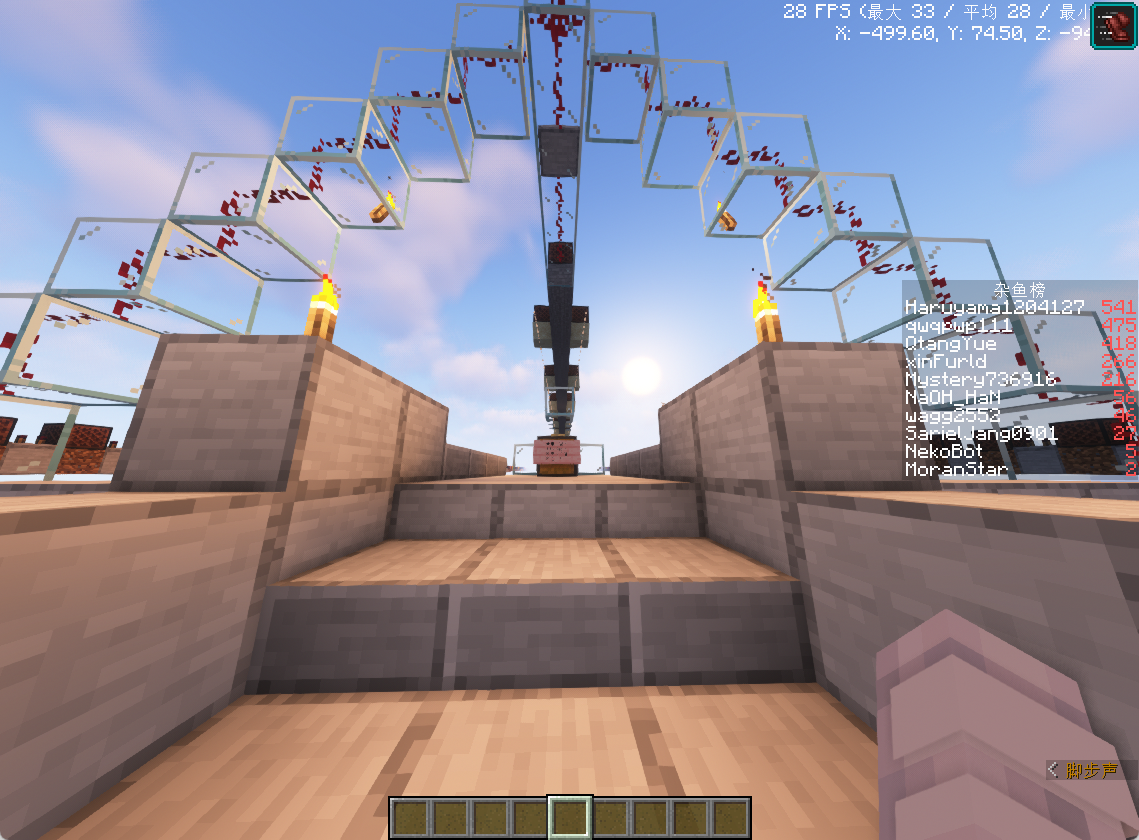 28 FPS (最大 33 / 平均 28 / 最小
X: -499.60, Y: 74.50, Z: -94
杂鱼榜
Haruyama1204127 541
qwqpwp111 475
QtangYue 418
xinFurld 266
Mystery736916 216
NaOH_HaN 56
wagg2552 46
SarielJang0901 27
NekoBot 5
MoranStar 2
< 脚步声